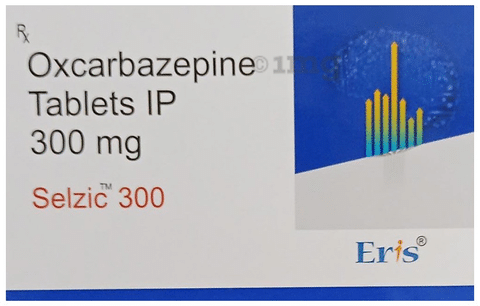 Rx
Oxcarbazepine
Tablets IP
300 mg
Selzic™ 300
Eris®